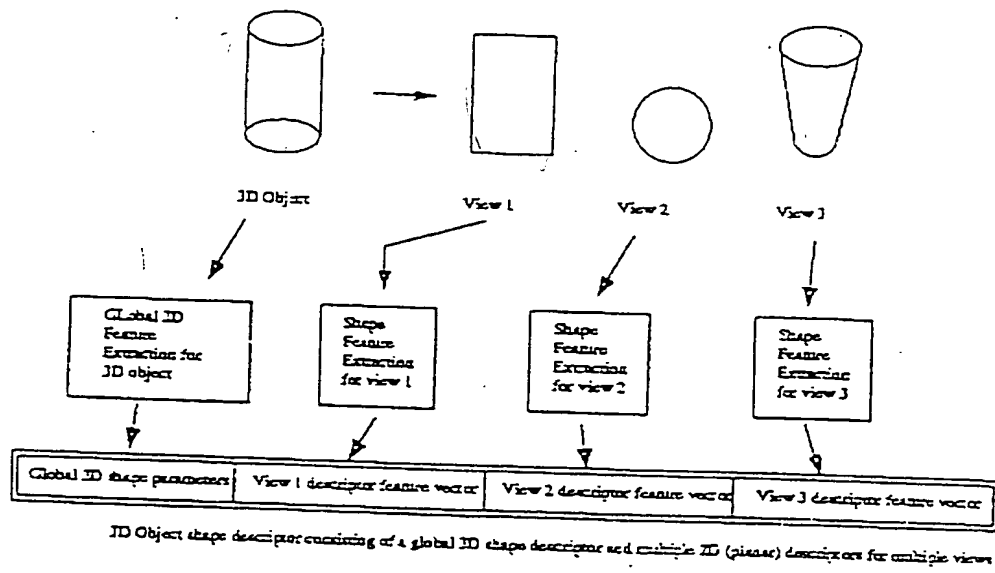 3D Object
View 1
View 2
View 3
GLobal 3D
Feature
Extraction for
3D object
Shape
Feature
Extraction
for view 1
Shape
Feature
Extraction
for view 2
Shape
Feature
Extraction
for view 3
Global 3D shape parameters
View 1 descriptor feature vector
View 2 descriptor feature vector
View 3 descriptor feature vector
3D Object shape descriptor consisting of a global 3D shape descriptor and multiple 2D (planar) descriptors for multiple views